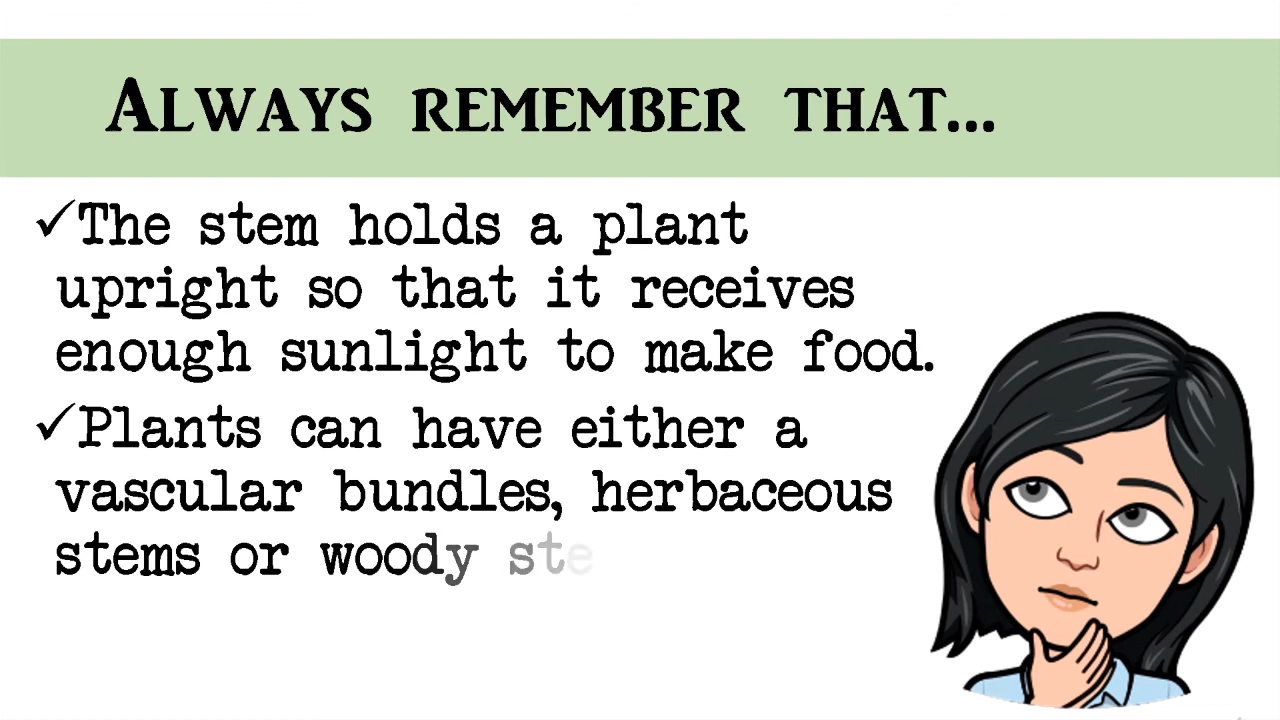 Always remember that...
✓The stem holds a plant
upright so that it receives
enough sunlight to make food.
✓Plants can have either a
vascular bundles, herbaceous
stems or woody ste